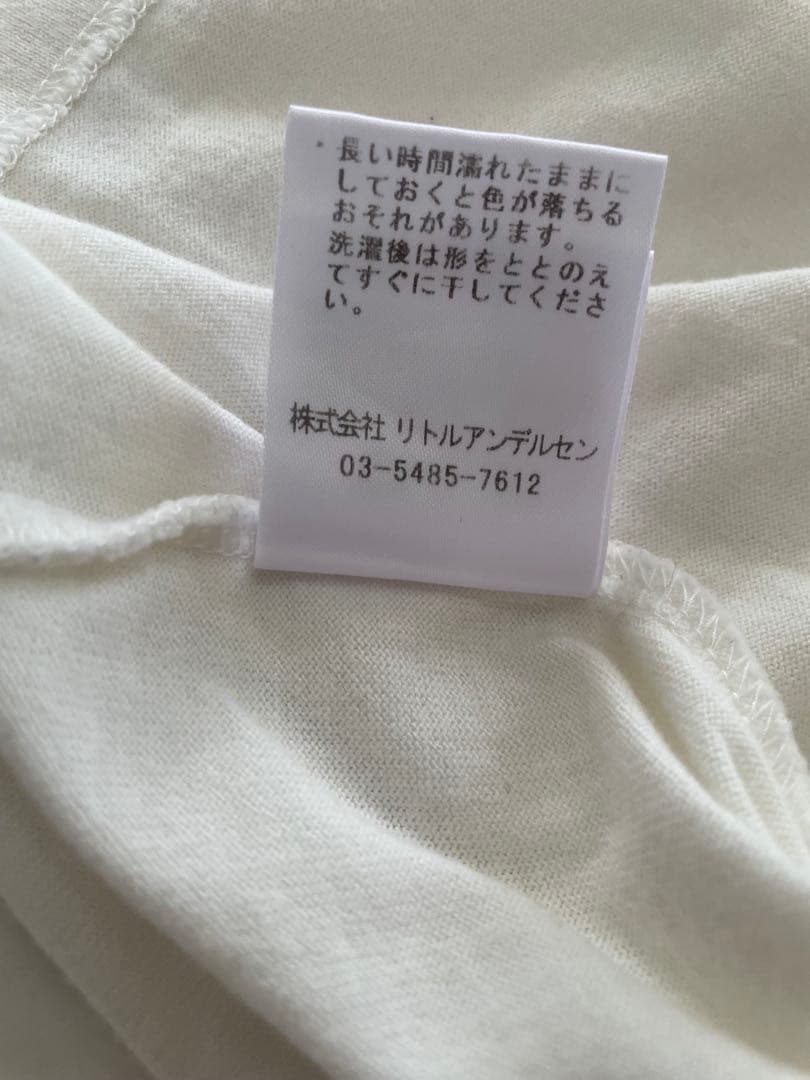 ・長い時間濡れたままに
しておくと色が落ちる
おそれがあります。
洗濯後は形をととのえ
てすぐに干してくださ
い。
株式会社 リトルアンデルセン
03-5485-7612